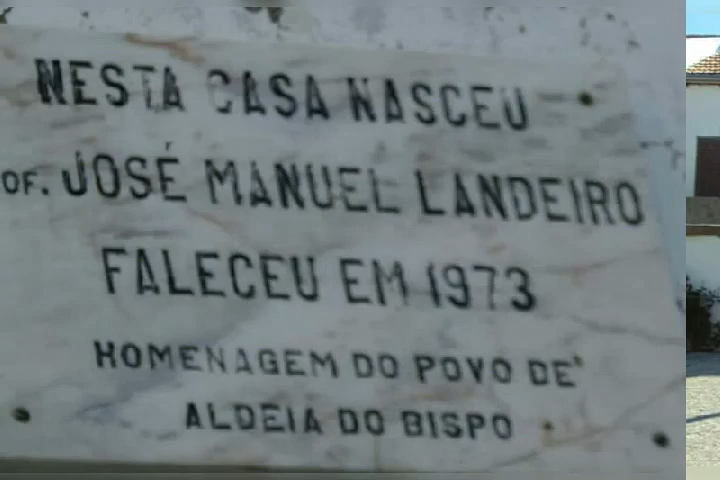 NESTA CASA NASCEU
OF. JOSÉ MANUEL LANDEIRO
FALECEU EM 1973
HOMENAGEM DO POVO DE
ALDEIA DO BISPO